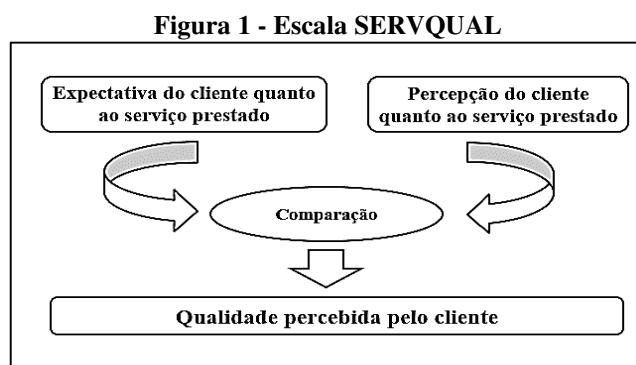 Figura 1 - Escala SERVQUAL
Expectativa do cliente quanto
ao serviço prestado
Percepção do cliente
quanto ao serviço prestado
Comparação
Qualidade percebida pelo cliente